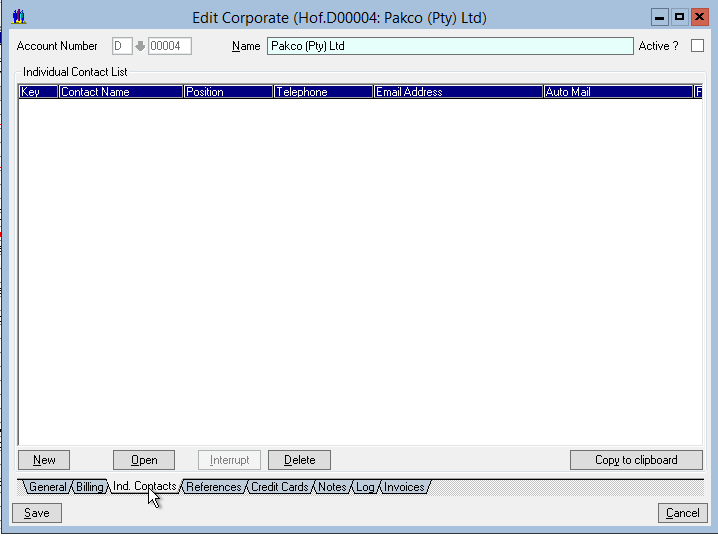 Edit Corporate (Hof.D00004: Pakco (Pty) Ltd)
Account Number D 00004 Name Pakco (Pty) Ltd Active ?
Individual Contact List
Key Contact Name Position Telephone Email Address Auto Mail F
New Open Interrupt Delete Copy to clipboard
General Billing Ind. Contacts References Credit Cards Notes Log Invoices
Save Cancel